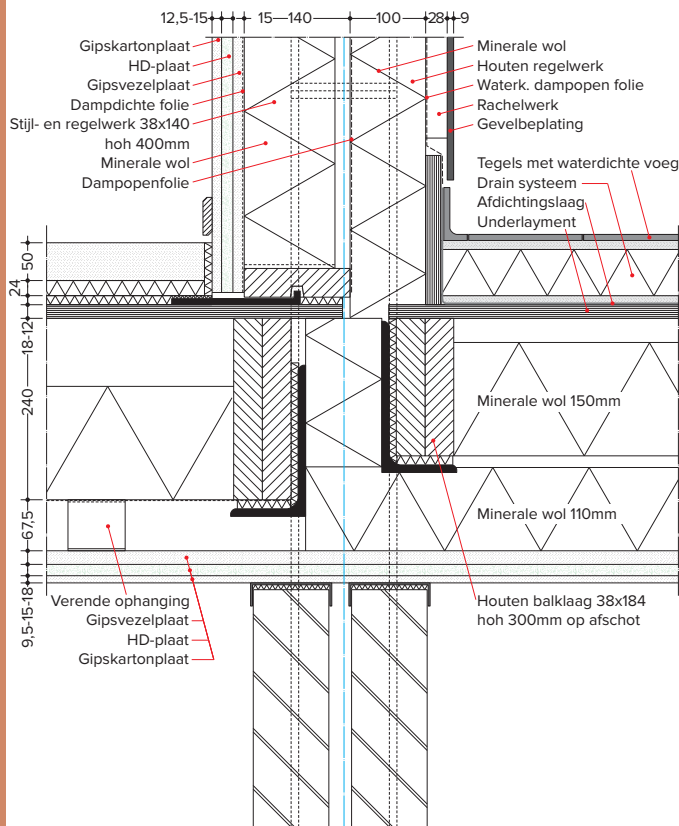 12,5-15
15
140
100
28
9
Gipskartonplaat
HD-plaat
Gipsvezelplaat
Dampdichte folie
Stijl- en regelwerk 38x140
hoh 400mm
Minerale wol
Dampopenfolie
Minerale wol
Houten regelwerk
Waterk. dampopen folie
Rachelwerk
Gevelbeplating
Tegels met waterdichte voeg
Drain systeem
Afdichtingslaag
Underlayment
50
24
18-12
240
67,5
9,5-15-18
Minerale wol 150mm
Minerale wol 110mm
Verende ophanging
Gipsvezelplaat
HD-plaat
Gipskartonplaat
Houten balklaag 38x184
hoh 300mm op afschot